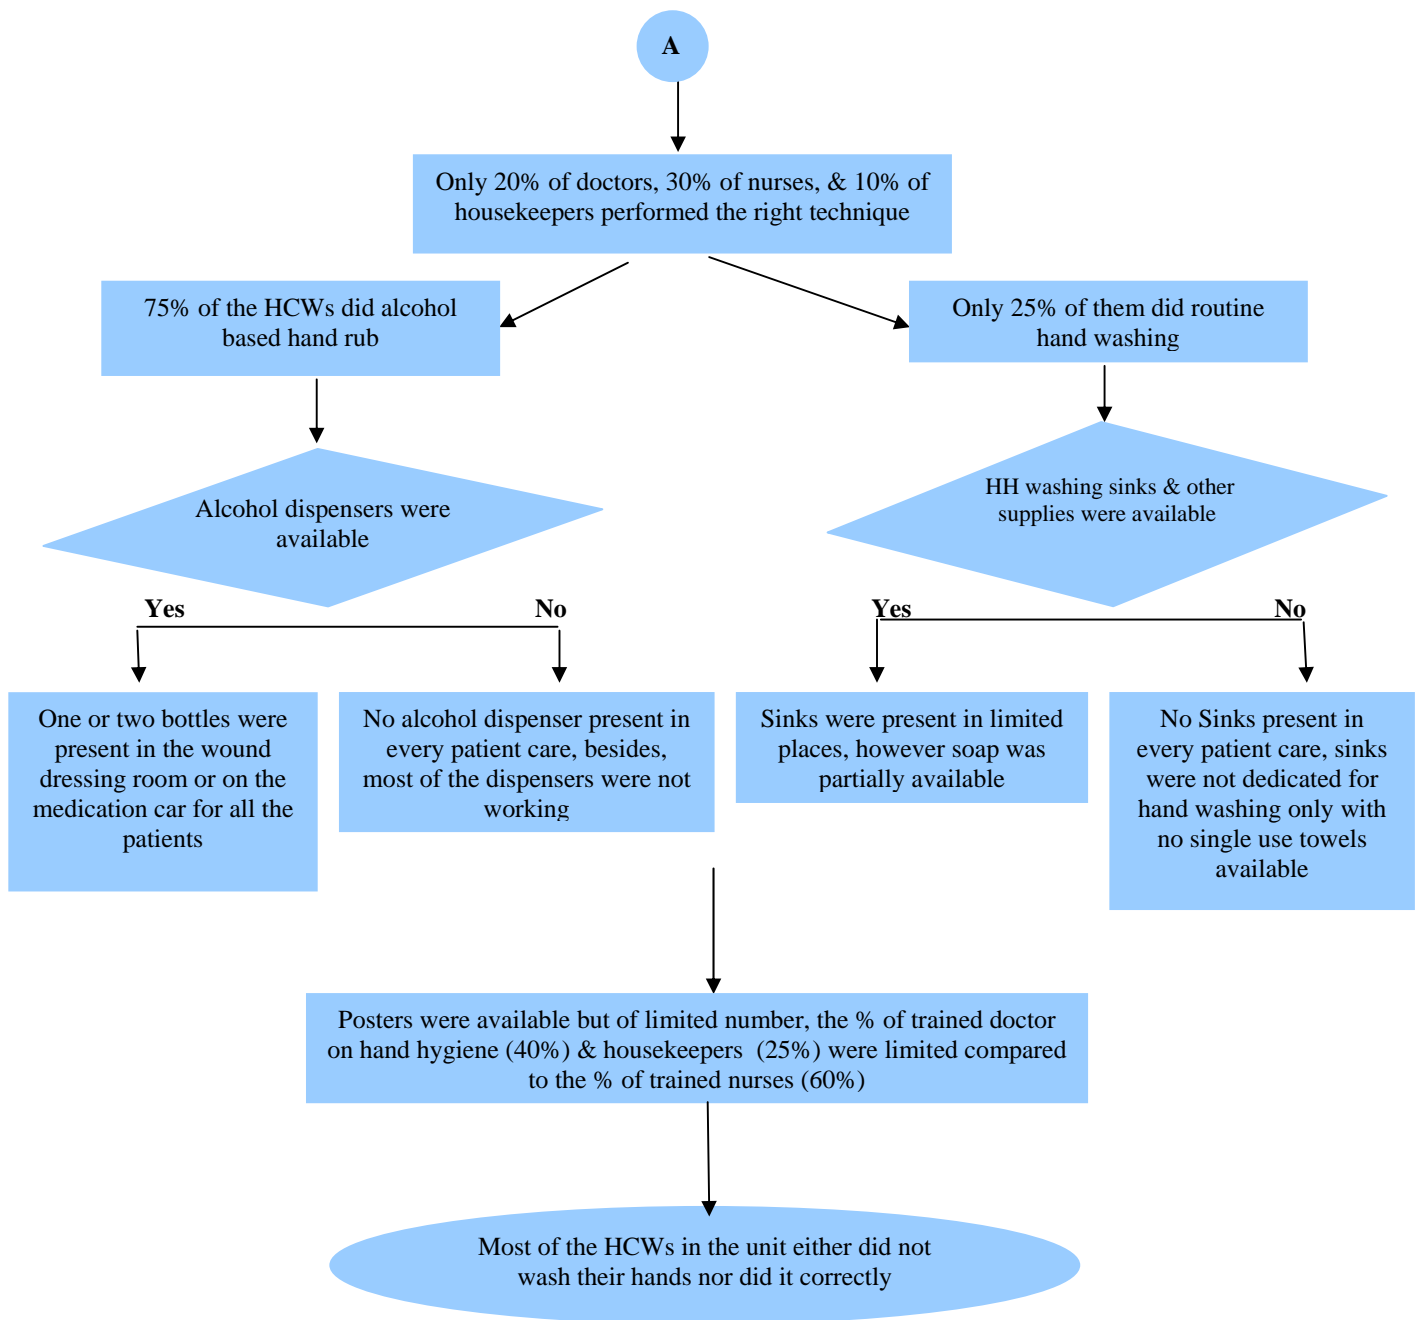 A
Only 20% of doctors, 30% of nurses, & 10% of
housekeepers performed the right technique
75% of the HCWs did alcohol
based hand rub
Only 25% of them did routine
hand washing
Alcohol dispensers were
available
HH washing sinks & other
supplies were available
Yes
No
Yes
No
One or two bottles were
present in the wound
dressing room or on the
medication car for all the
patients
No alcohol dispenser present in
every patient care, besides,
most of the dispensers were not
working
Sinks were present in limited
places, however soap was
partially available
No Sinks present in
every patient care, sinks
were not dedicated for
hand washing only with
no single use towels
available
Posters were available but of limited number, the % of trained doctor
on hand hygiene (40%) & housekeepers (25%) were limited compared
to the % of trained nurses (60%)
Most of the HCWs in the unit either did not
wash their hands nor did it correctly